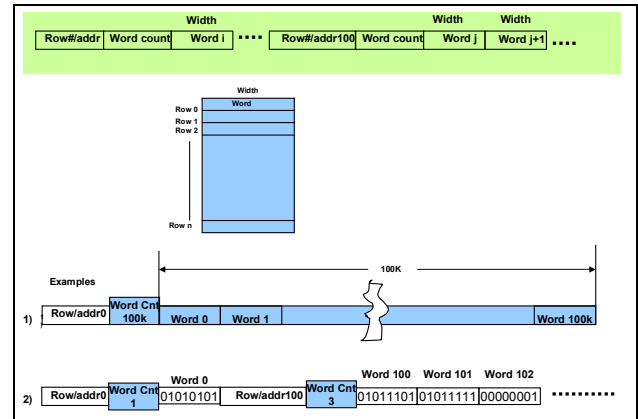 Width Width Width
Row#/addr Word count Word i •••• Row#/addr100 Word count Word j Word j+1 ••••
Width
Word
Row 0
Row 1
Row 2
Row n
100K
Examples
1) Row/addr0 Word Cnt 100k Word 0 Word 1 Word 100k
Word 0 Word 100 Word 101 Word 102
2) Row/addr0 Word Cnt 1 01010101 Row/addr100 Word Cnt 3 01011101 01011111 00000001 ••••••••••